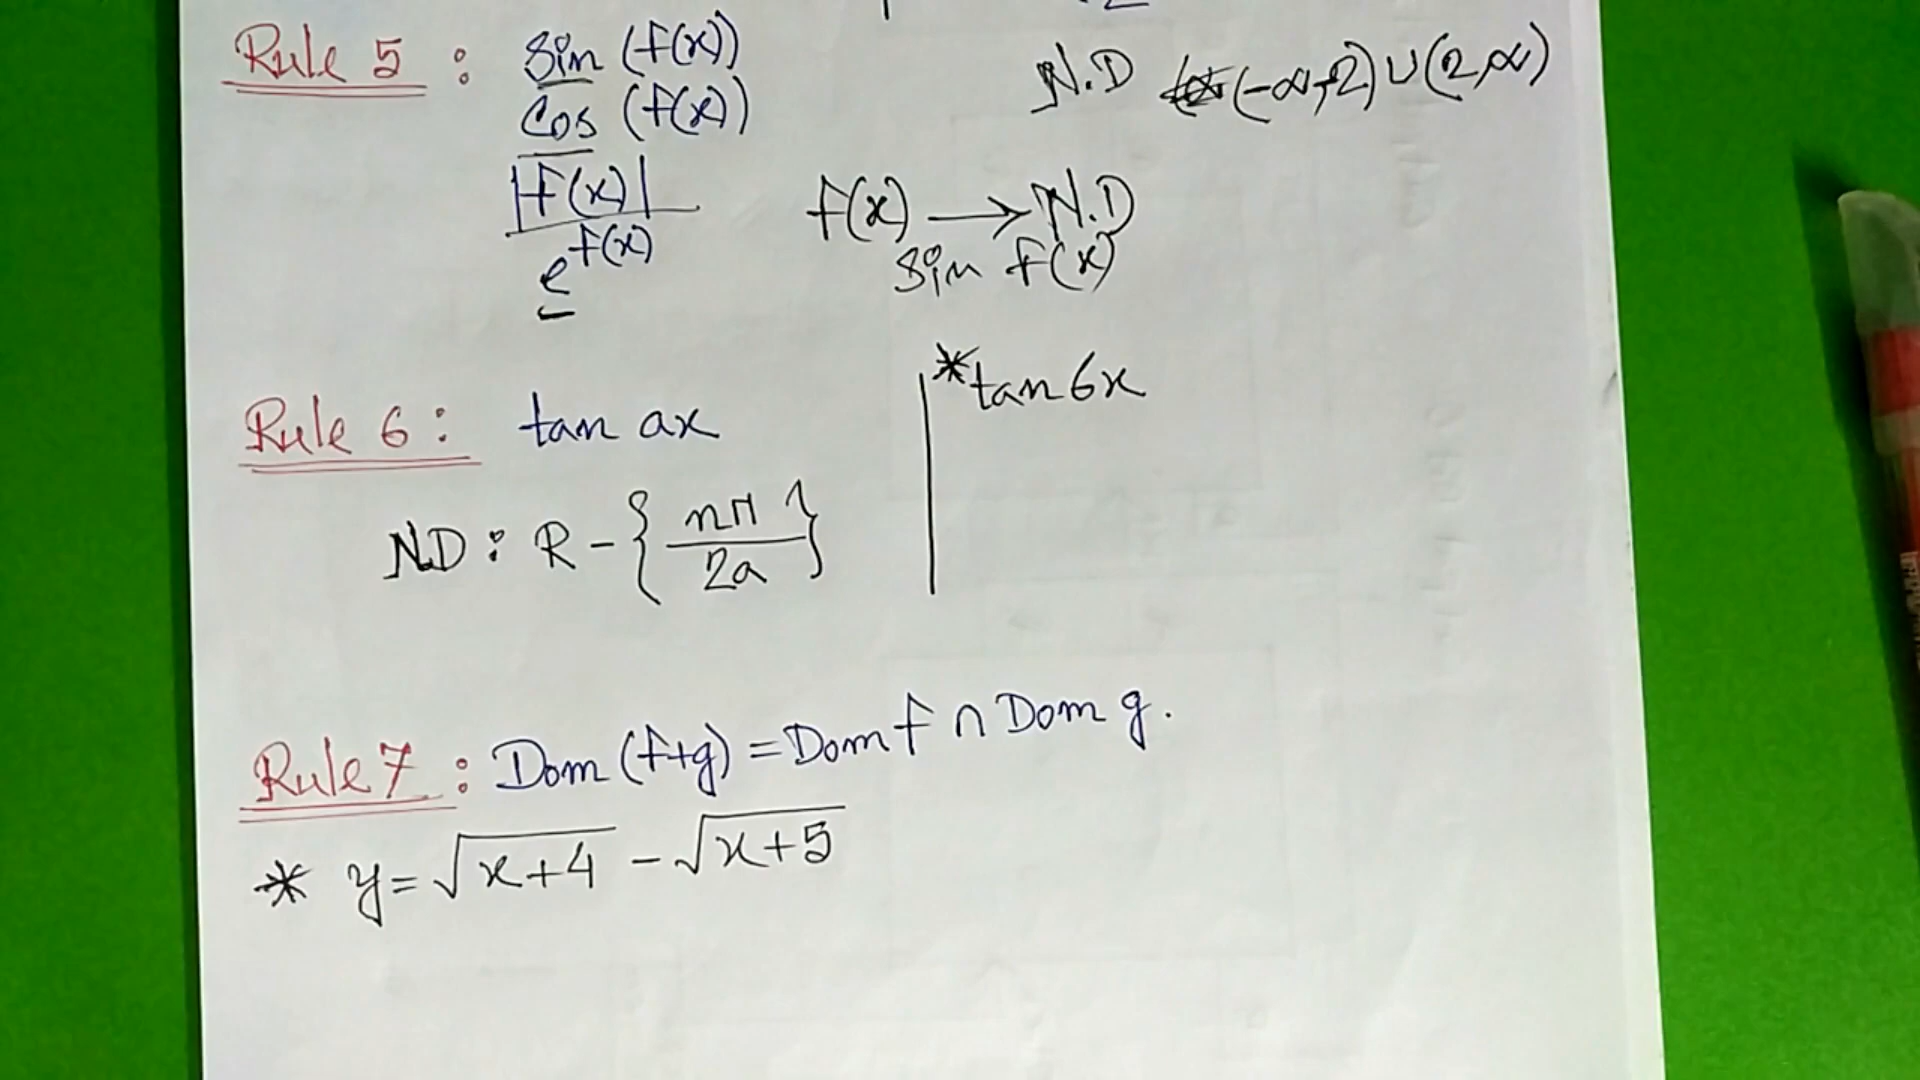 Rule 5 : Sin (f(x))
Cos (f(x))
|f(x)|
e^f(x)
N.D (-∞,-2)∪(2,∞)
f(x) → N.D
Sin f(x)
Rule 6 : tan ax
N.D : R - { nπ / 2a }
* tan 6x
Rule 7 : Dom (f+g) = Dom f ∩ Dom g.
* y = √x+4 - √x+5